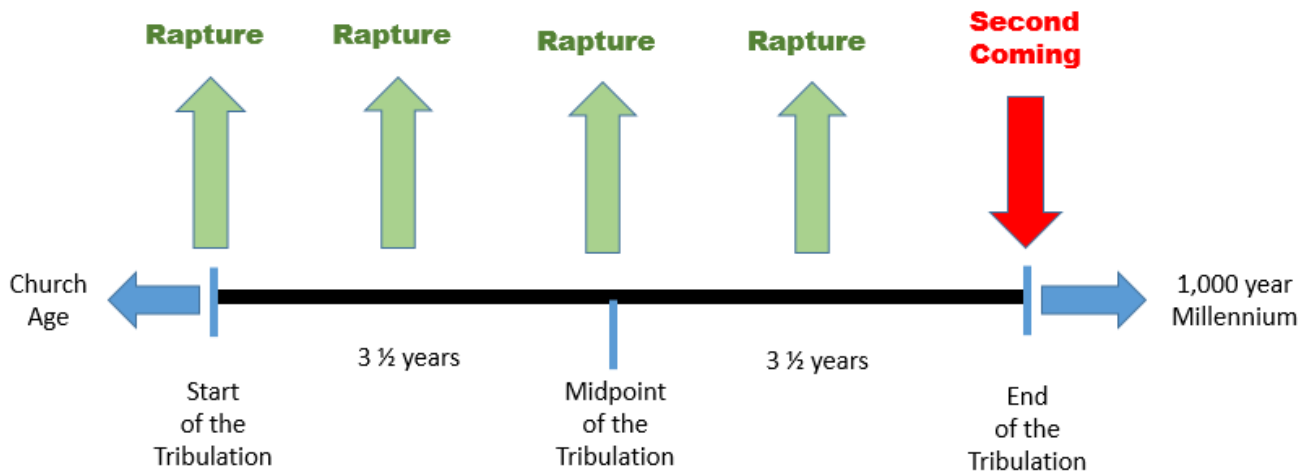 Rapture
Rapture
Rapture
Rapture
Second
Coming
Church
Age
1,000 year
Millennium
3 ½ years
3 ½ years
Start
of the
Tribulation
Midpoint
of the
Tribulation
End
of the
Tribulation